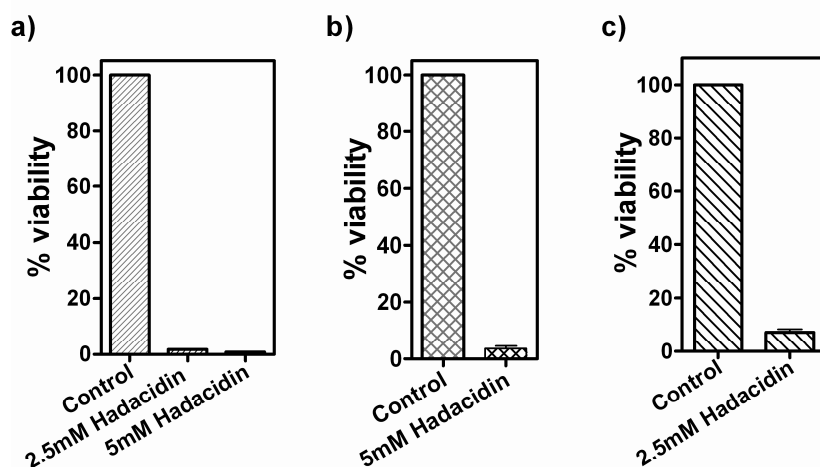 a)
% viability
100
80
60
40
20
0
Control
2.5mM Hadacidin
5mM Hadacidin
b)
% viability
100
80
60
40
20
0
Control
5mM Hadacidin
c)
% viability
100
80
60
40
20
0
Control
2.5mM Hadacidin